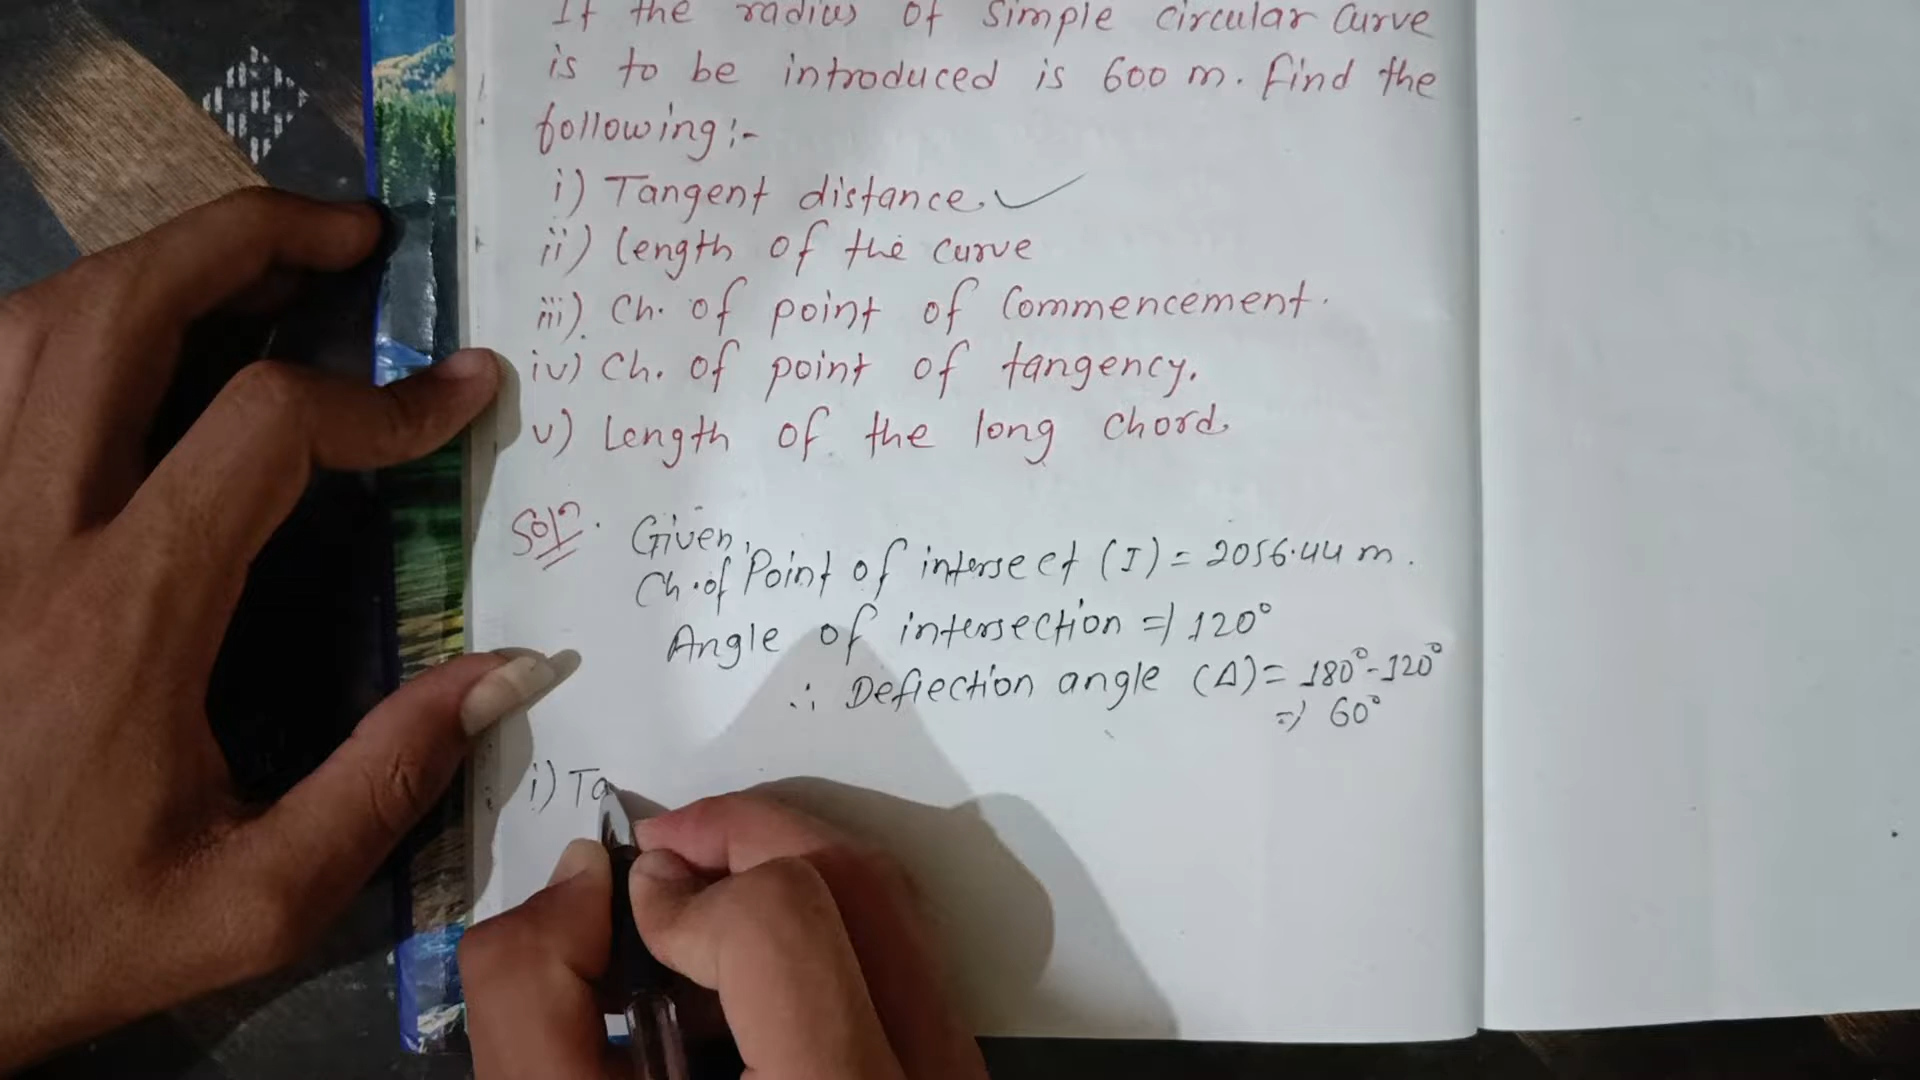 If the radius of Simple circular Curve
is to be introduced is 600 m. find the
following :-
i) Tangent distance.
ii) length of the curve
iii) Ch. of point of Commencement.
iv) Ch. of point of tangency.
v) Length of the long chord.
Soln. Given,
Ch. of Point of intersect (I) = 2056.44 m.
Angle of intersection => 120°
∴ Deflection angle (Δ) = 180° - 120°
=> 60°
i) Ta